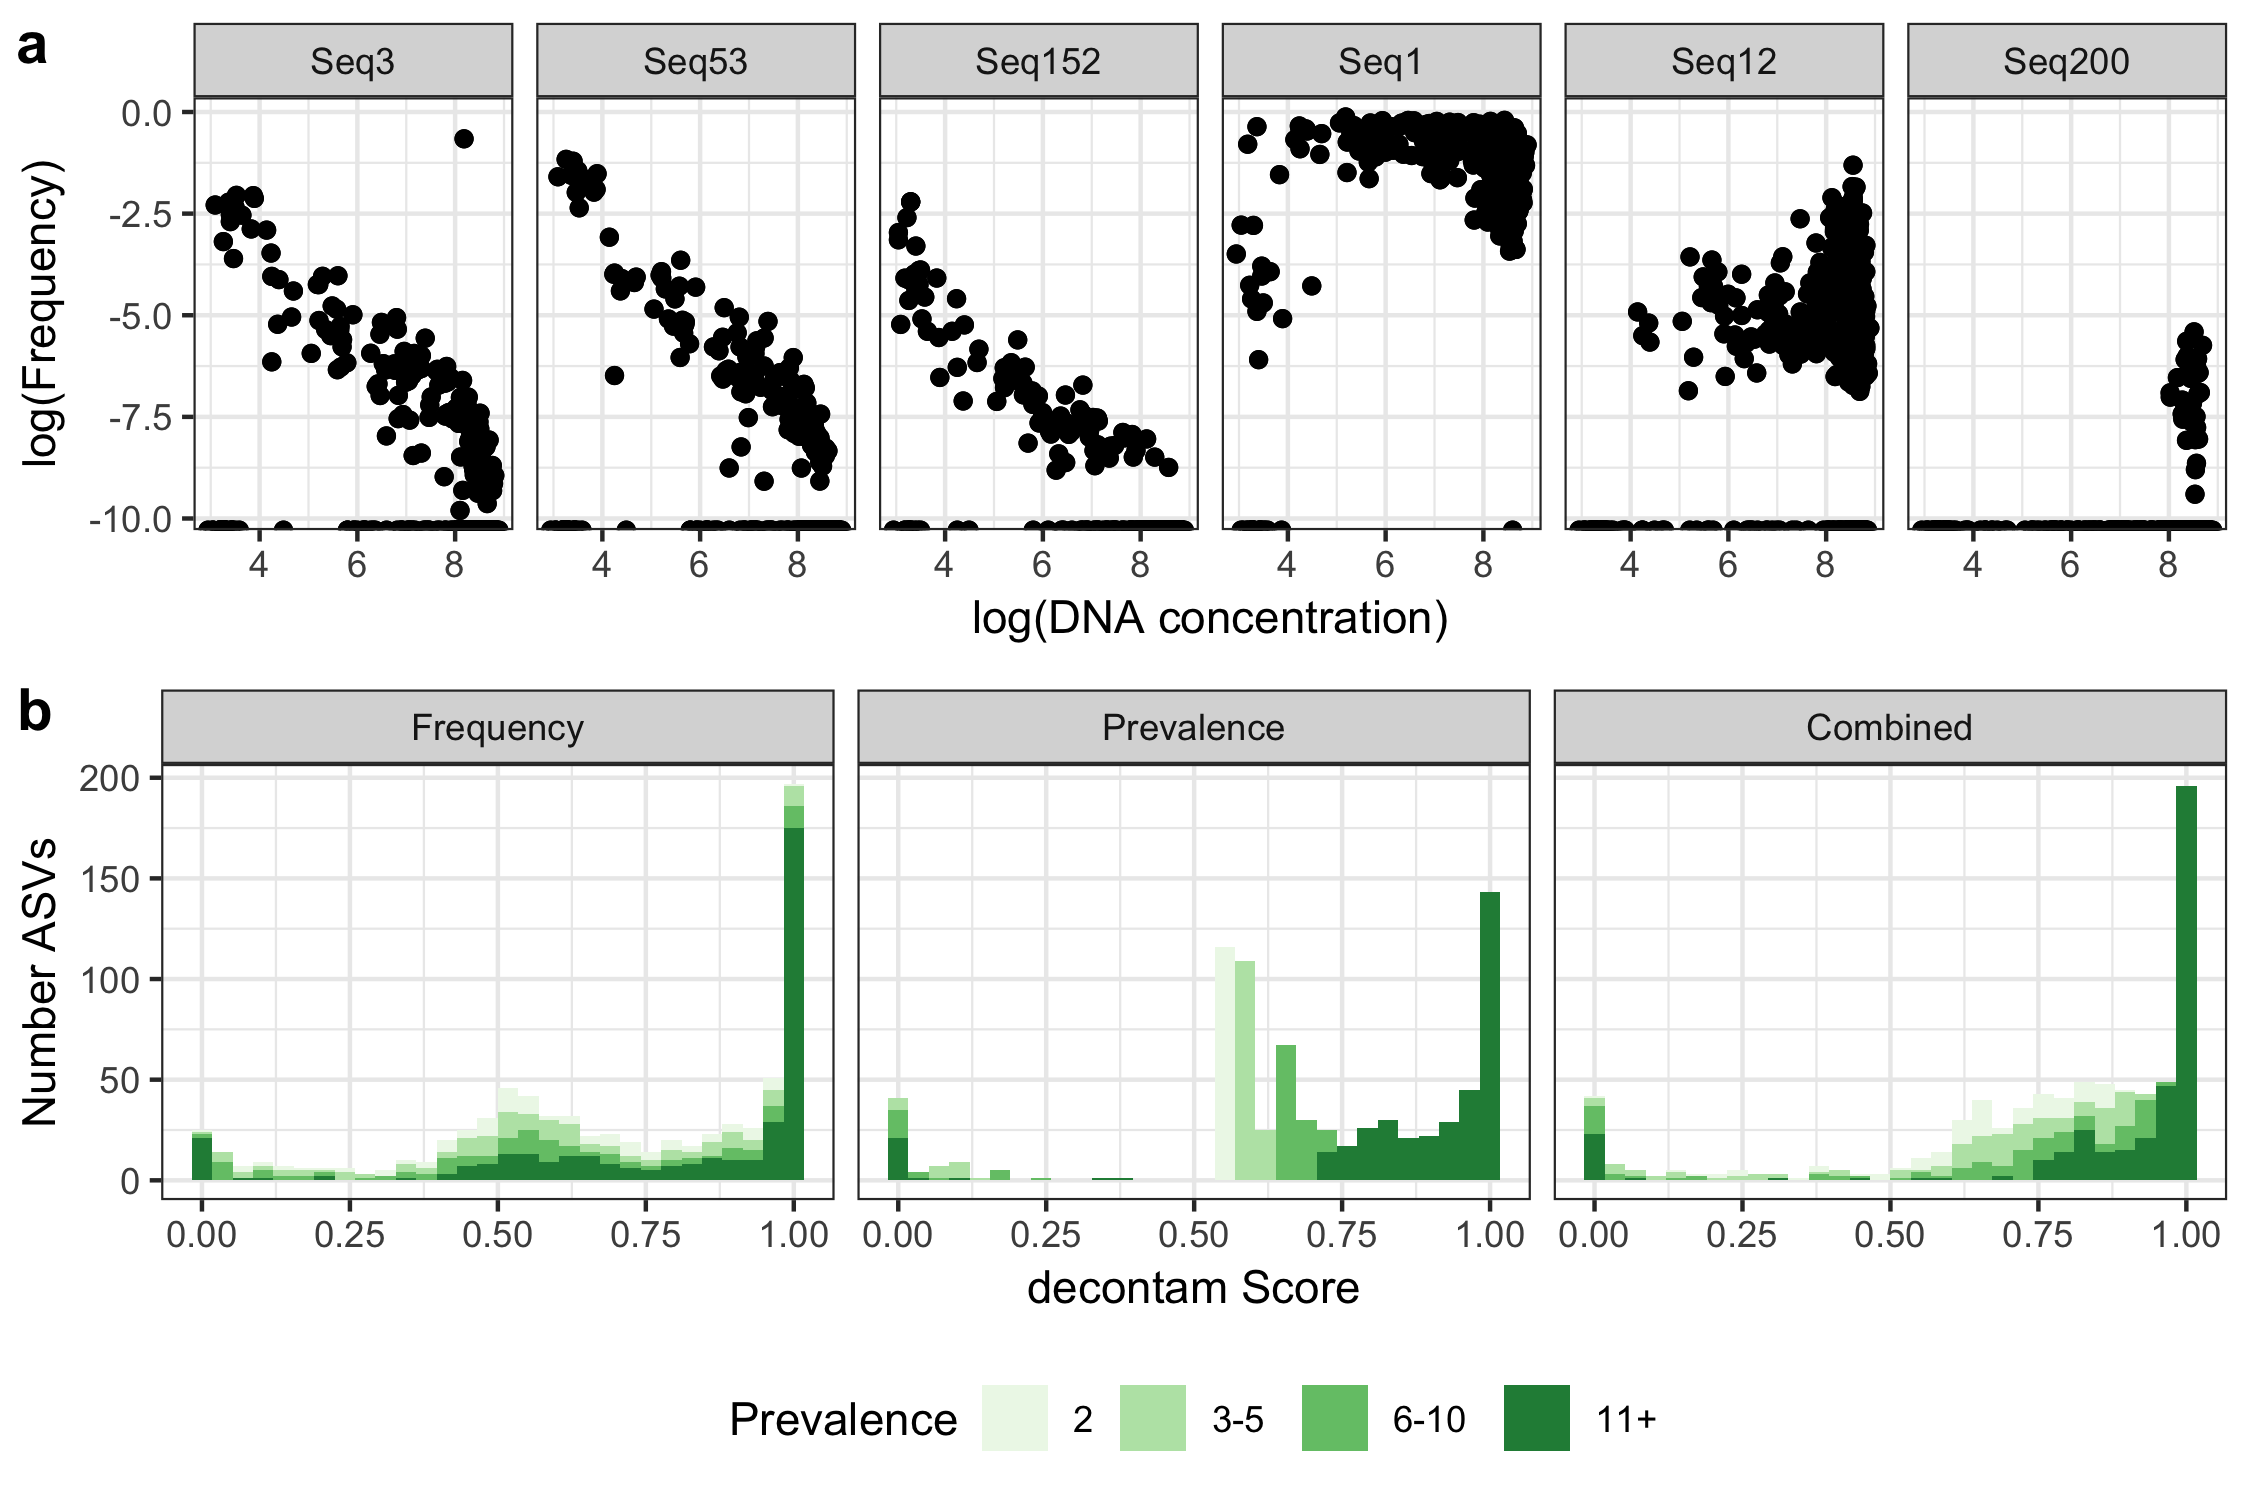 a
Seq3 Seq53 Seq152 Seq1 Seq12 Seq200
log(Frequency)
0.0
-2.5
-5.0
-7.5
-10.0
4 6 8 4 6 8 4 6 8 4 6 8 4 6 8 4 6 8
log(DNA concentration)
b
Frequency Prevalence Combined
Number ASVs
200
150
100
50
0
0.00 0.25 0.50 0.75 1.00 0.00 0.25 0.50 0.75 1.00 0.00 0.25 0.50 0.75 1.00
decontam Score
Prevalence 2 3-5 6-10 11+